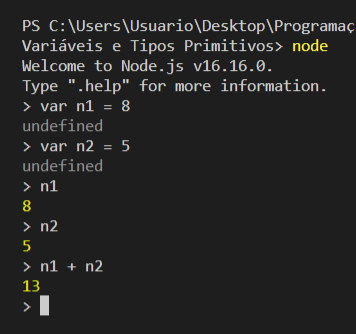 PS C:\Users\Usuario\Desktop\Programaç
Variáveis e Tipos Primitivos> node
Welcome to Node.js v16.16.0.
Type ".help" for more information.
> var n1 = 8
undefined
> var n2 = 5
undefined
> n1
8
> n2
5
> n1 + n2
13
>